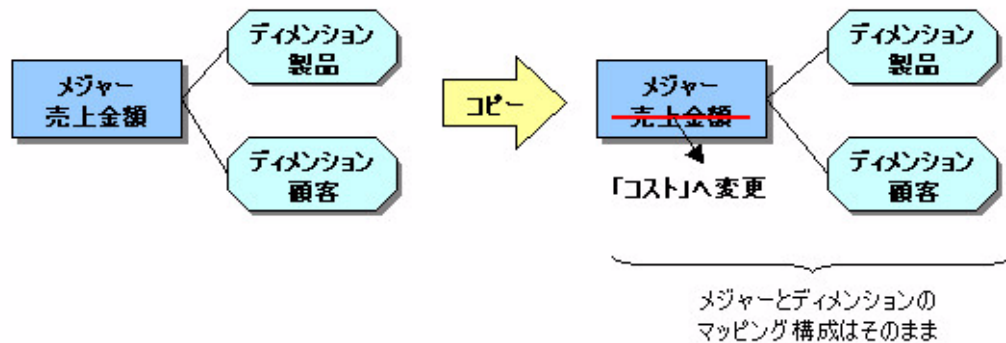 ディメンション
製品
メジャー
売上金額
ディメンション
顧客
コピー
ディメンション
製品
メジャー
売上金額
「コスト」へ変更
ディメンション
顧客
メジャーとディメンションの
マッピング構成はそのまま